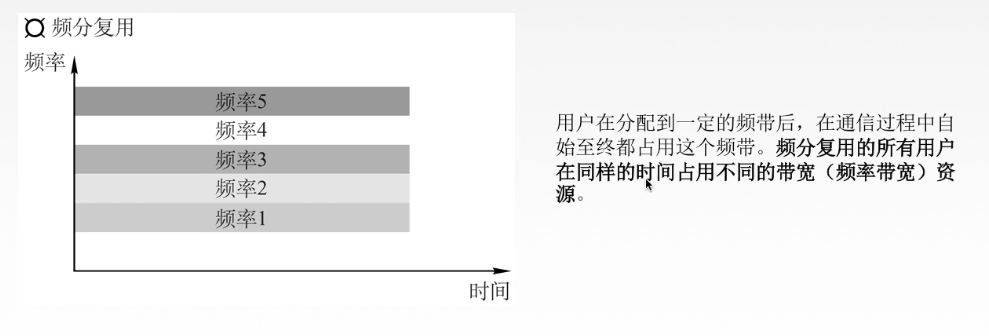 频分复用
频率
频率5
频率4
频率3
频率2
频率1
时间
用户在分配到一定的频带后，在通信过程中自
始至终都占用这个频带。频分复用的所有用户
在同样的时间占用不同的带宽（频率带宽）资
源。